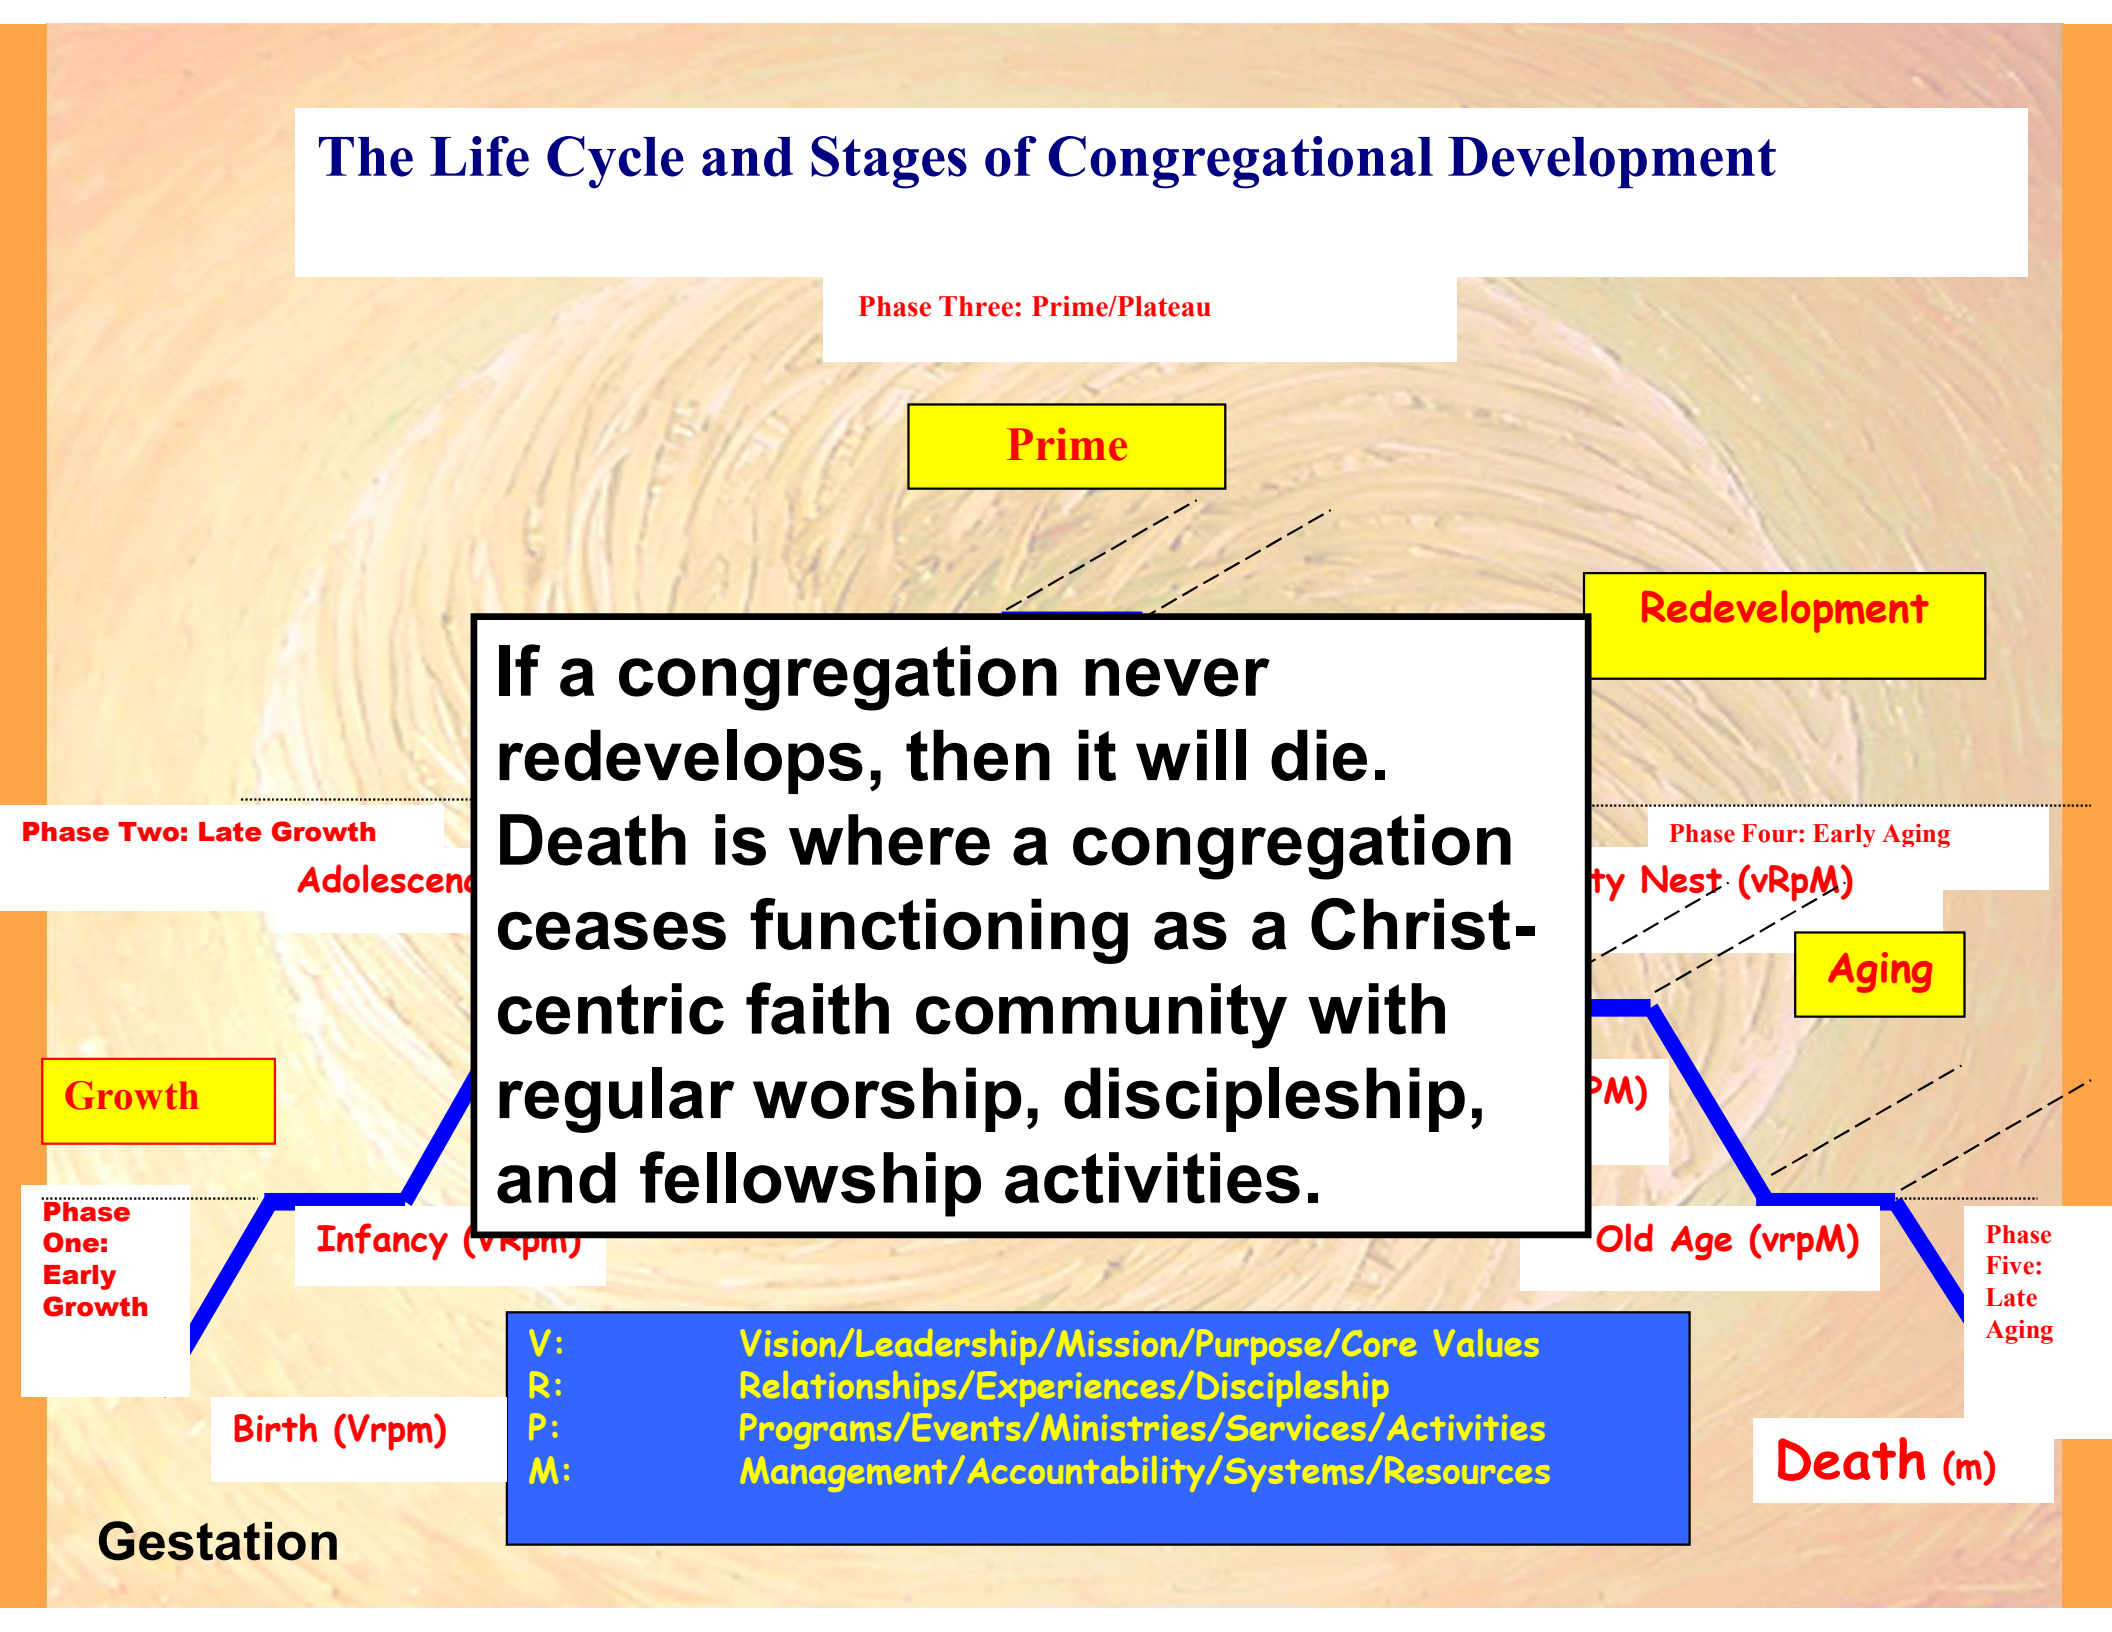 The Life Cycle and Stages of Congregational Development
Phase Three: Prime/Plateau
Prime
Redevelopment
If a congregation never
redevelops, then it will die.
Death is where a congregation
ceases functioning as a Christ-
centric faith community with
regular worship, discipleship,
and fellowship activities.
Phase Two: Late Growth
Phase Four: Early Aging
Nest (vRpM)
Aging
Growth
Phase
One:
Early
Growth
Infancy (vRpm)
Old Age (vrpM)
Phase
Five:
Late
Aging
V: Vision/Leadership/Mission/Purpose/Core Values
R: Relationships/Experiences/Discipleship
P: Programs/Events/Ministries/Services/Activities
M: Management/Accountability/Systems/Resources
Birth (Vrpm)
Death (m)
Gestation